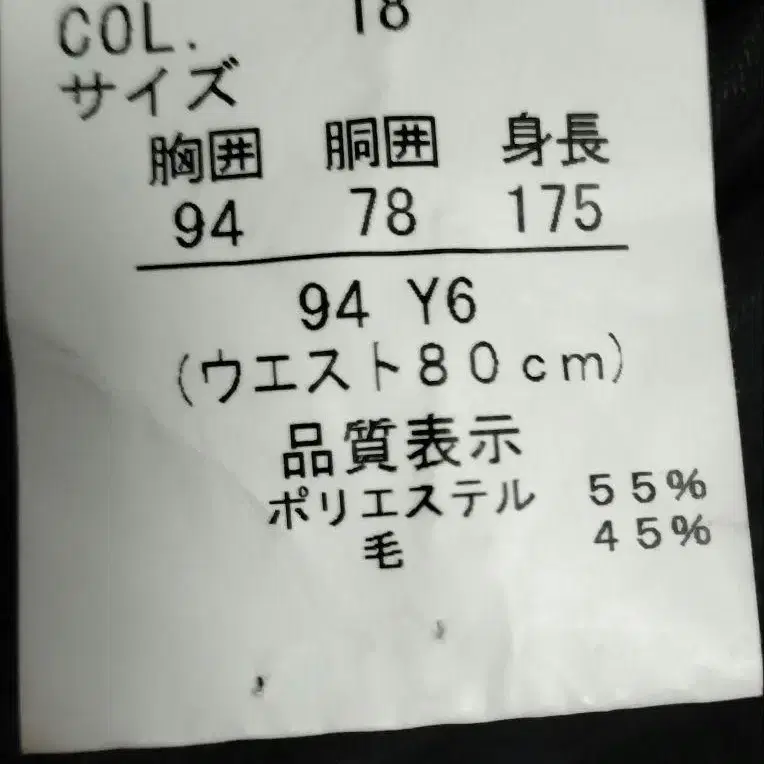 COL. 18
サイズ
胸囲 胴囲 身長
94 78 175
94 Y6
(ウエスト80cm)
品質表示
ポリエステル 55%
毛 45%